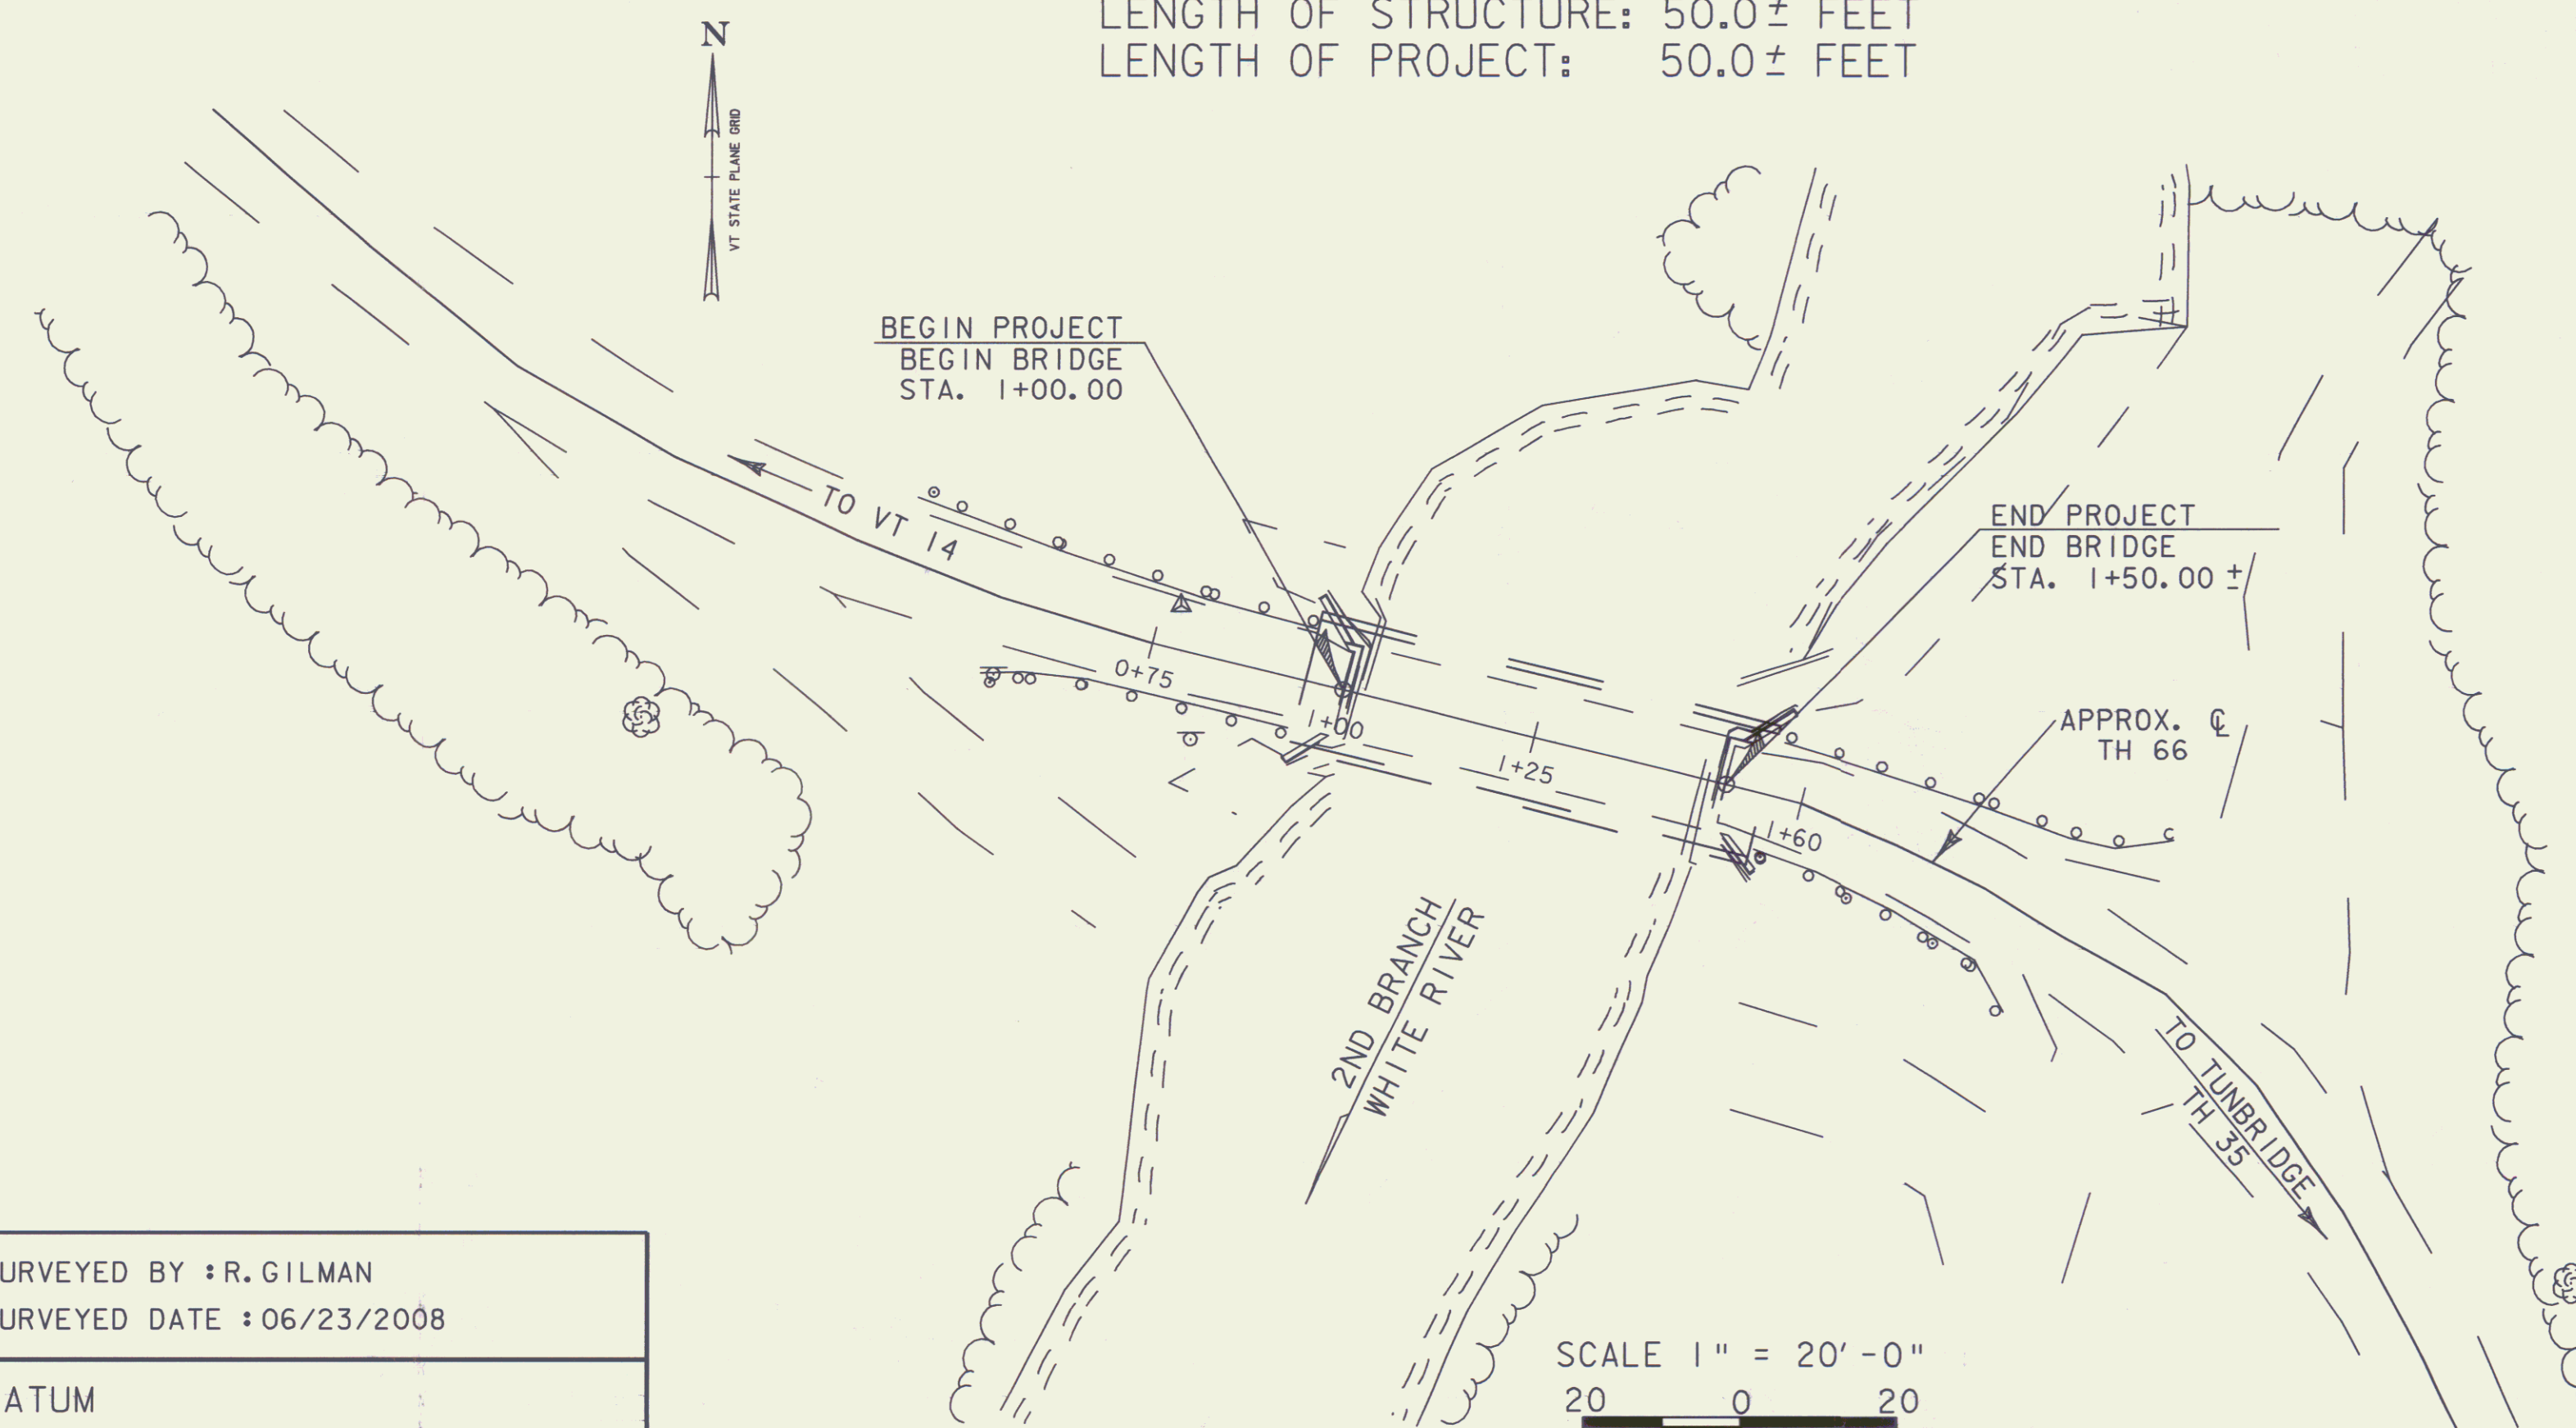 LENGTH OF STRUCTURE: 50.0± FEET
LENGTH OF PROJECT: 50.0± FEET
N
VT STATE PLANE GRID
BEGIN PROJECT
BEGIN BRIDGE
STA. 1+00.00
TO VT 14
END PROJECT
END BRIDGE
STA. 1+50.00 ±
0+75
1+00
1+25
1+60
APPROX. ℄
TH 66
2ND BRANCH
WHITE RIVER
TO TUNBRIDGE
TH 35
URVEYED BY : R. GILMAN
URVEYED DATE : 06/23/2008
ATUM
SCALE 1" = 20'-0"
20 0 20